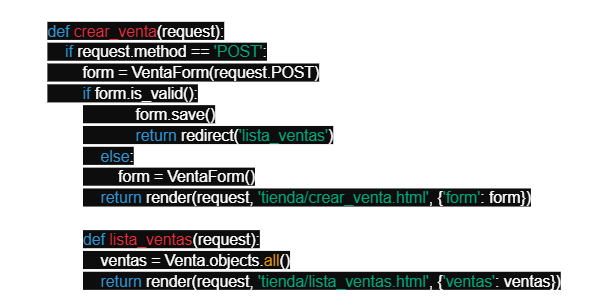 def crear_venta(request):
    if request.method == 'POST':
        form = VentaForm(request.POST)
        if form.is_valid():
            form.save()
            return redirect('lista_ventas')
    else:
        form = VentaForm()
    return render(request, 'tienda/crear_venta.html', {'form': form})
def lista_ventas(request):
    ventas = Venta.objects.all()
    return render(request, 'tienda/lista_ventas.html', {'ventas': ventas})